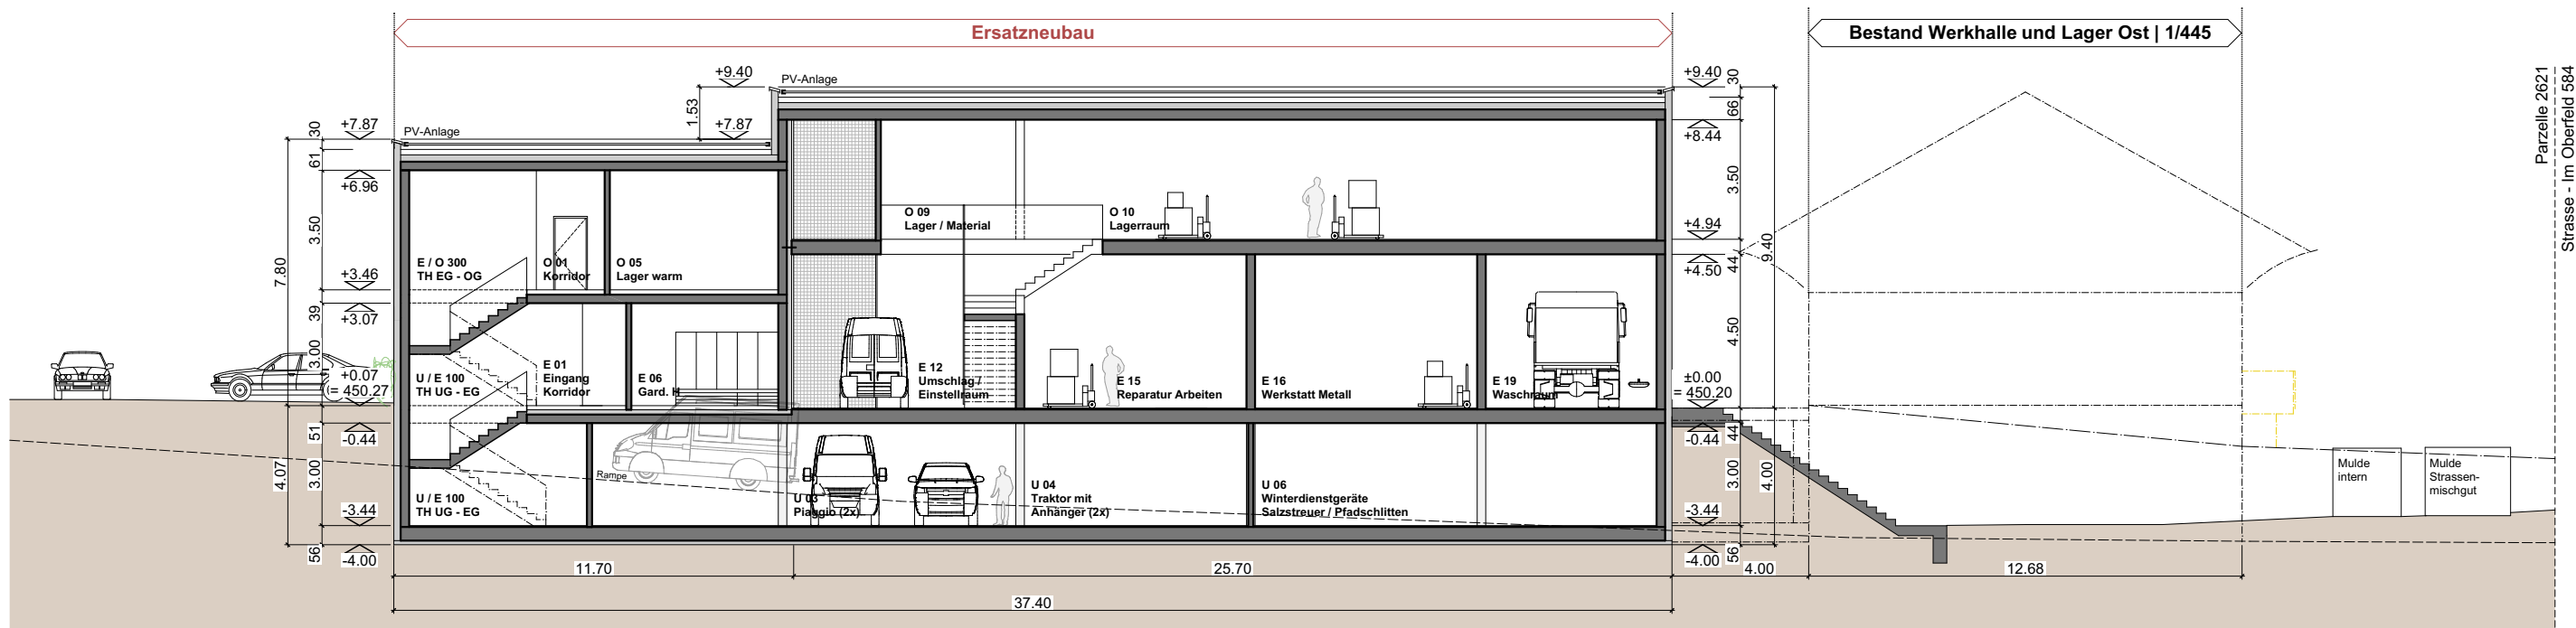 Ersatzneubau
Bestand Werkhalle und Lager Ost | 1/445
Parzelle 2621
Strasse - Im Oberfeld 584
+9.40
PV-Anlage
1.53
+7.87
+7.87
PV-Anlage
30
61
+6.96
3.50
7.80
+3.46
39
+3.07
3.00
+0.07
= 450.27
51
-0.44
3.00
4.07
-3.44
56
-4.00
E / O 300
TH EG - OG
O 01
Korridor
O 05
Lager warm
O 09
Lager / Material
O 10
Lagerraum
U / E 100
TH UG - EG
E 01
Eingang
Korridor
E 06
Gard. H
E 12
Umschlag /
Einstellraum
E 15
Reparatur Arbeiten
E 16
Werkstatt Metall
E 19
Waschraum
U / E 100
TH UG - EG
Rampe
U 03
Piaggio (2x)
U 04
Traktor mit
Anhänger (2x)
U 06
Winterdienstgeräte
Salzstreuer / Pfadschlitten
+9.40
30
66
+8.44
3.50
+4.94
9.40
44
+4.50
4.50
±0.00
= 450.20
44
-0.44
3.00
4.00
-3.44
56
-4.00
Mulde
intern
Mulde
Strassen-
mischgut
11.70
25.70
4.00
12.68
37.40